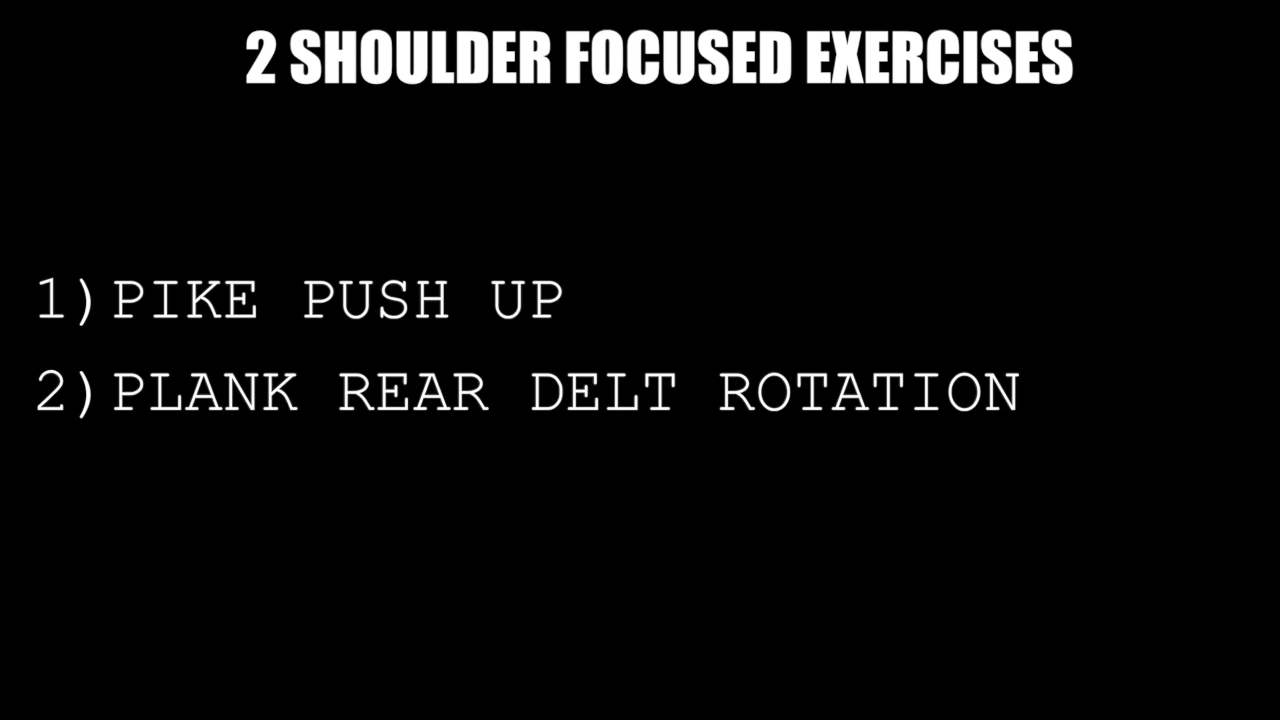 2 SHOULDER FOCUSED EXERCISES
1)PIKE PUSH UP
2)PLANK REAR DELT ROTATION